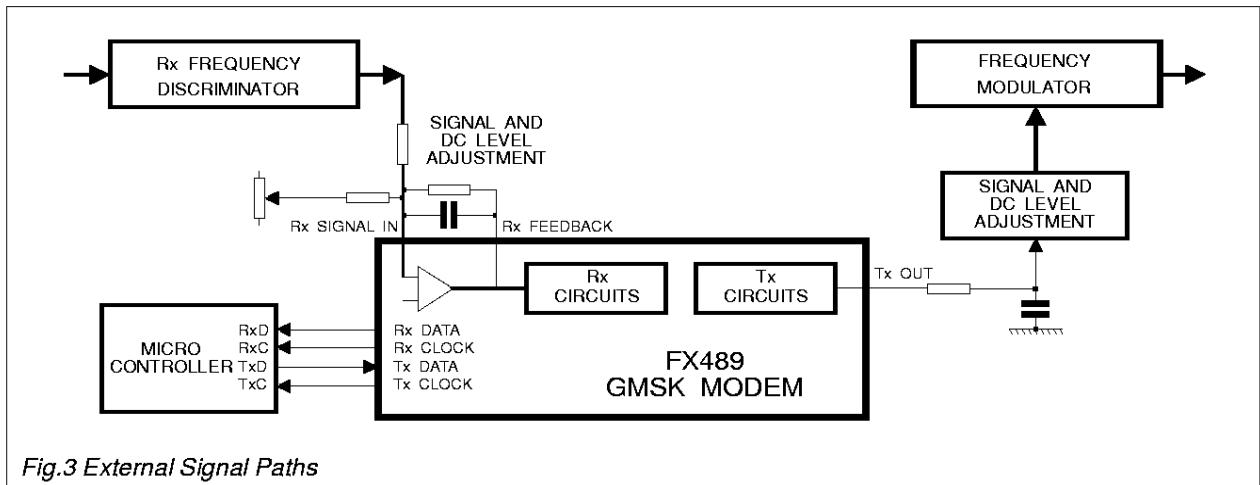 Rx FREQUENCY
DISCRIMINATOR
FREQUENCY
MODULATOR
SIGNAL AND
DC LEVEL
ADJUSTMENT
SIGNAL AND
DC LEVEL
ADJUSTMENT
Rx SIGNAL IN
Rx FEEDBACK
Rx
CIRCUITS
Tx
CIRCUITS
Tx OUT
MICRO
CONTROLLER
RxD
RxC
TxD
TxC
Rx DATA
Rx CLOCK
Tx DATA
Tx CLOCK
FX489
GMSK MODEM
Fig.3 External Signal Paths